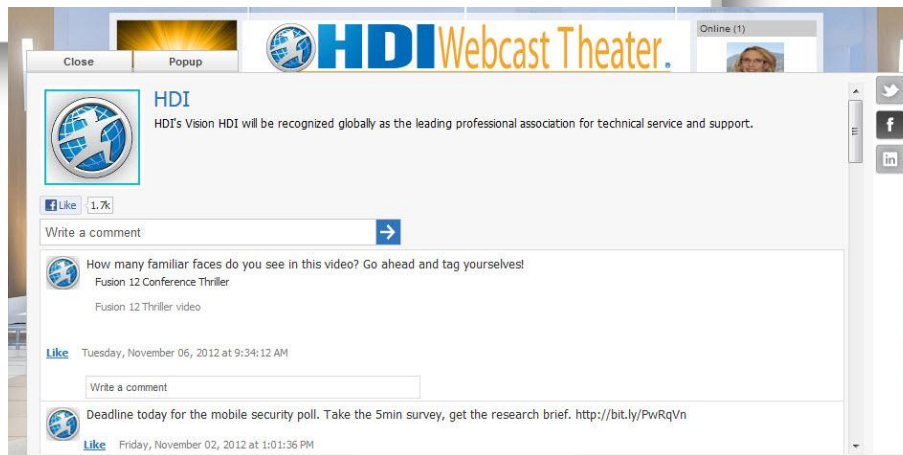 HDI Webcast Theater.
Online (1)
Close
Popup
HDI
HDI's Vision HDI will be recognized globally as the leading professional association for technical service and support.
f
in
f Like
1.7k
Write a comment
How many familiar faces do you see in this video? Go ahead and tag yourselves!
Fusion 12 Conference Thriller
Fusion 12 Thriller video
Like Tuesday, November 06, 2012 at 9:34:12 AM
Write a comment
Deadline today for the mobile security poll. Take the 5min survey, get the research brief. http://bit.ly/PwRqVn
Like Friday, November 02, 2012 at 1:01:36 PM